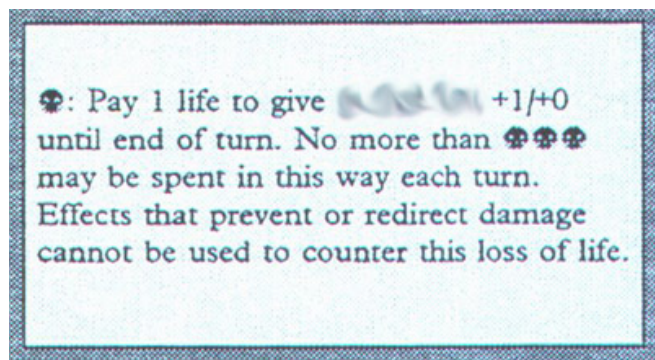 : Pay 1 life to give +1/+0
until end of turn. No more than
may be spent in this way each turn.
Effects that prevent or redirect damage
cannot be used to counter this loss of life.